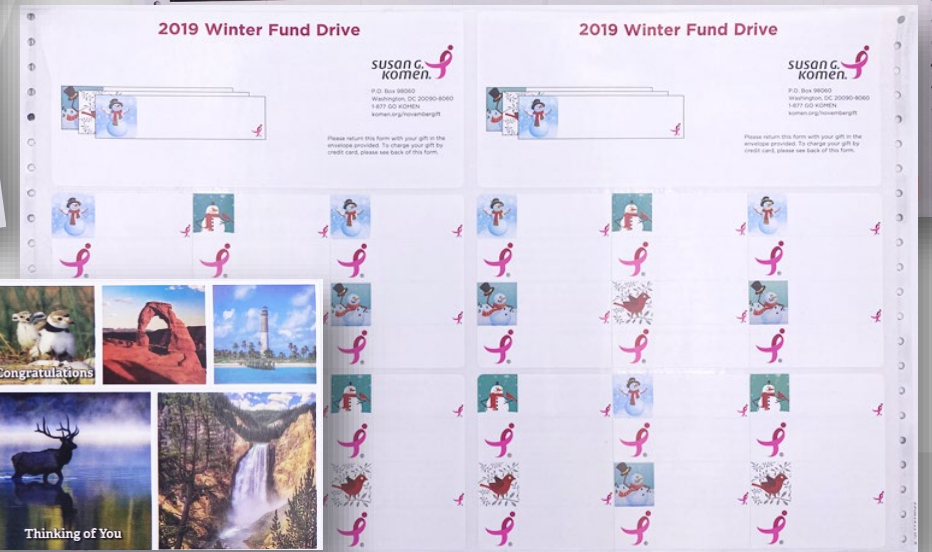 2019 Winter Fund Drive
SUSAN G.
KOMEN.
P.O. Box 98060
Washington, DC 20090-8060
1-877 GO KOMEN
komen.org/novembergift
Please return this form with your gift in the
envelope provided. To charge your gift by
credit card, please see back of this form.
2019 Winter Fund Drive
SUSAN G.
KOMEN.
P.O. Box 98060
Washington, DC 20090-8060
1-877 GO KOMEN
komen.org/novembergift
Please return this form with your gift in the
envelope provided. To charge your gift by
credit card, please see back of this form.
Congratulations
Thinking of You